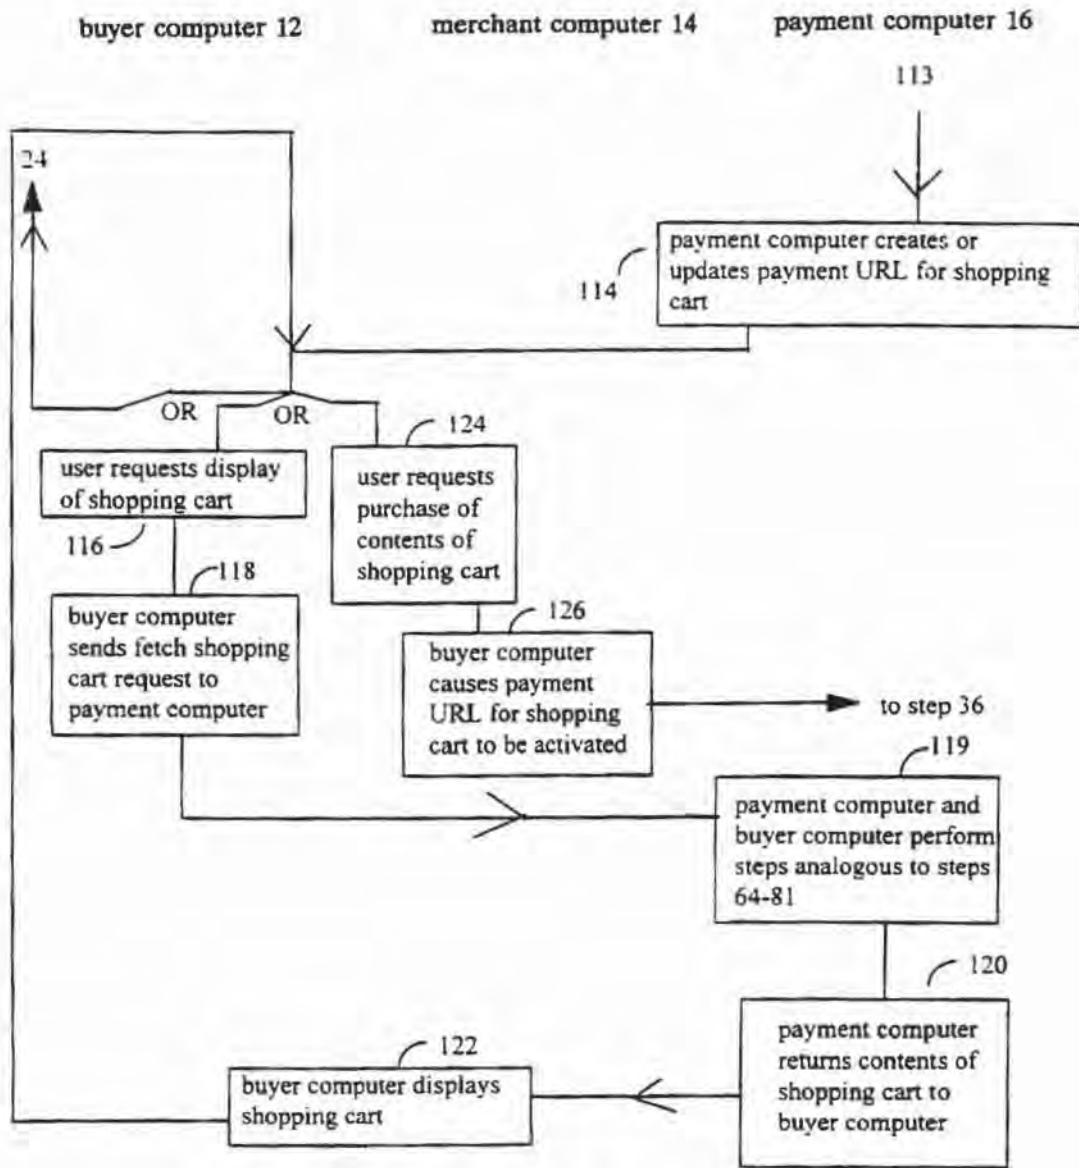 buyer computer 12
merchant computer 14
payment computer 16
113
24
payment computer creates or
updates payment URL for shopping
cart
114
OR
OR
124
user requests display
of shopping cart
116
user requests
purchase of
contents of
shopping cart
118
buyer computer
sends fetch shopping
cart request to
payment computer
126
buyer computer
causes payment
URL for shopping
cart to be activated
to step 36
119
payment computer and
buyer computer perform
steps analogous to steps
64-81
120
payment computer
returns contents of
shopping cart to
buyer computer
122
buyer computer displays
shopping cart